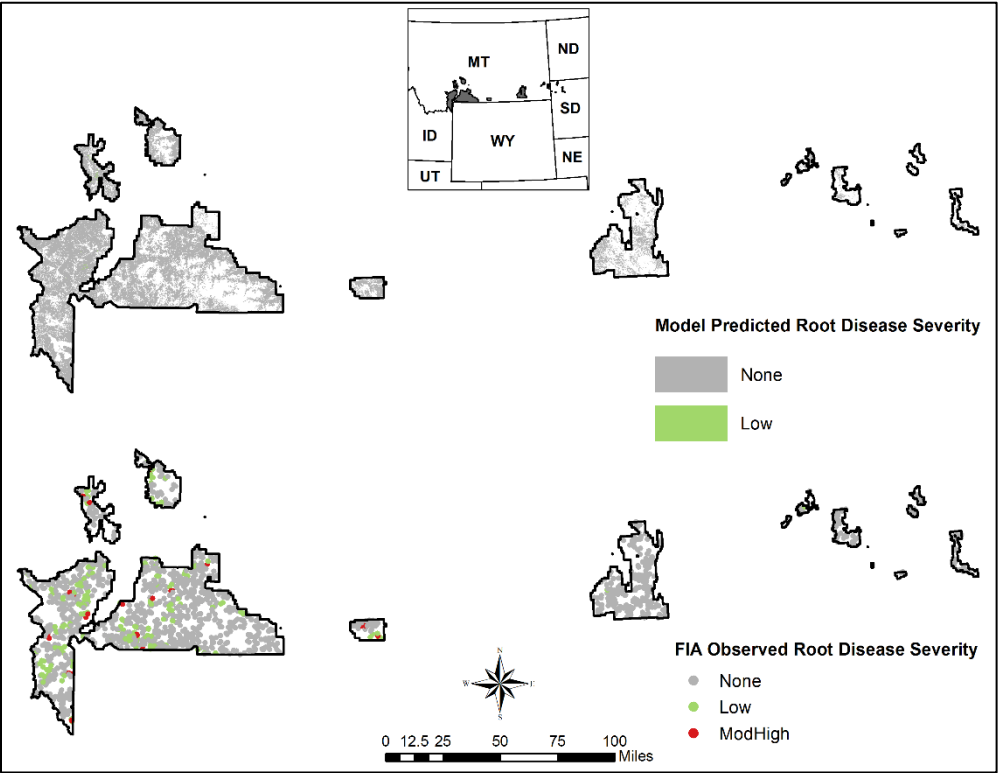 MT
ND
SD
ID
WY
NE
UT
Model Predicted Root Disease Severity
None
Low
FIA Observed Root Disease Severity
None
Low
ModHigh
N
W E
S
0 12.5 25 50 75 100
Miles